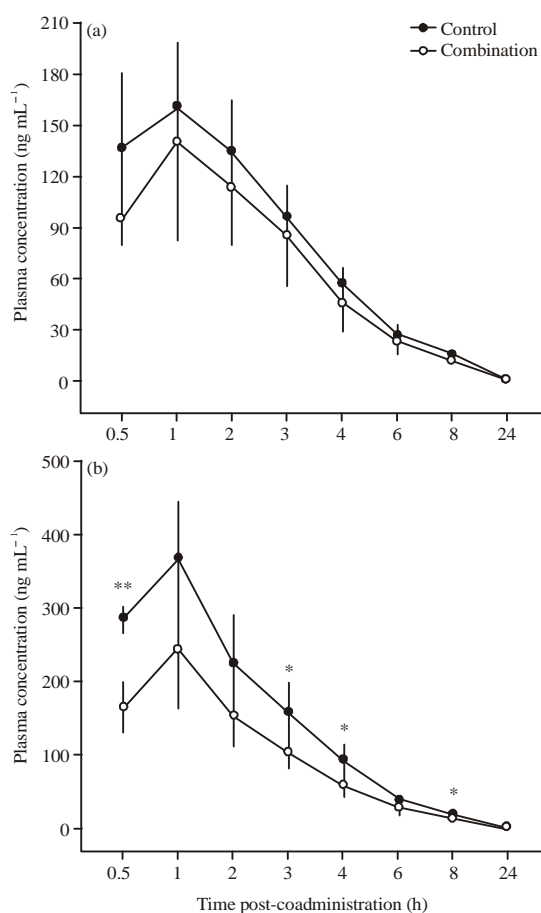 (a)
Control
Combination
Plasma concentration (ng mL⁻¹)
210
180
150
120
90
60
30
0
0.5 1 2 3 4 6 8 24
(b)
Plasma concentration (ng mL⁻¹)
500
400
300
200
100
0
**
*
*
*
0.5 1 2 3 4 6 8 24
Time post-coadministration (h)